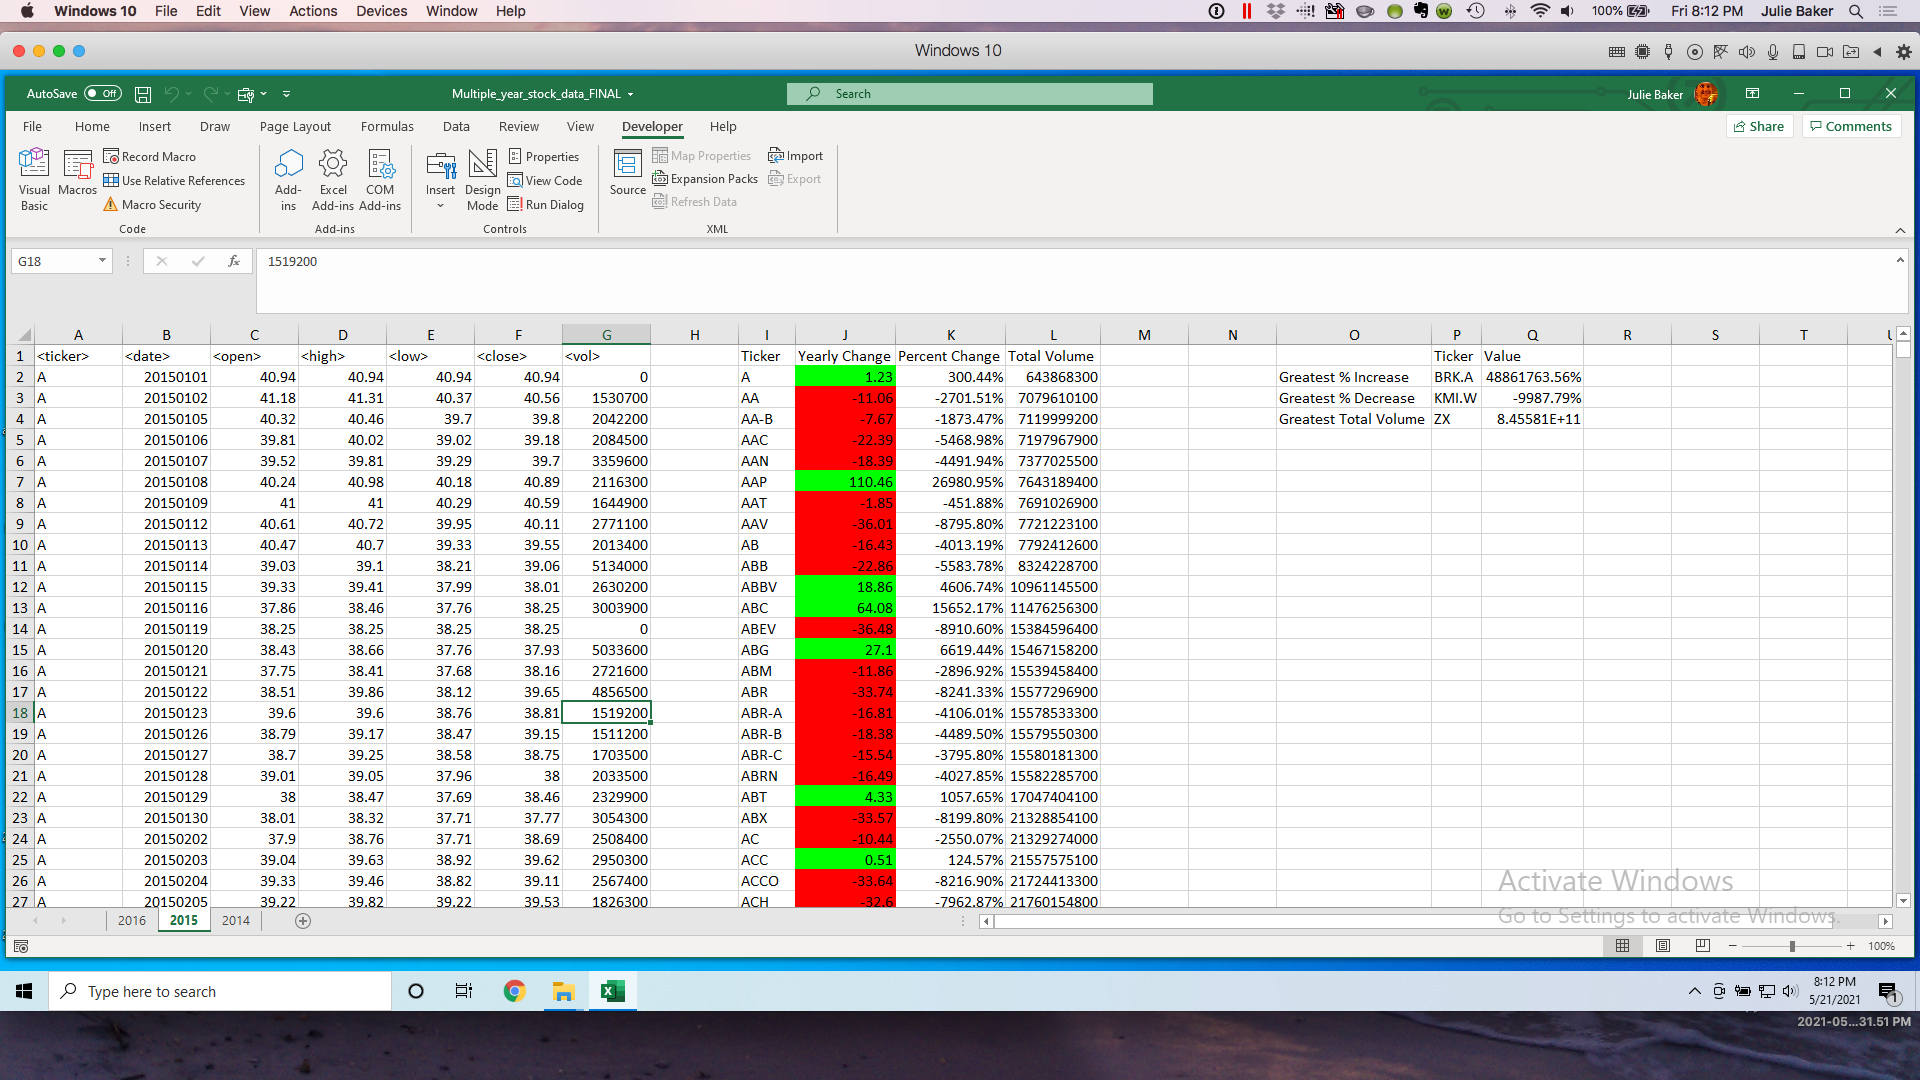 Windows 10 File Edit View Actions Devices Window Help 100% Fri 8:12 PM Julie Baker
Windows 10
AutoSave Off Multiple_year_stock_data_FINAL Search Julie Baker
File Home Insert Draw Page Layout Formulas Data Review View Developer Help Share Comments
Visual Basic
Macros
Record Macro
Use Relative References
Macro Security
Code
Add-ins
Excel Add-ins
COM Add-ins
Add-ins
Insert
Design Mode
Properties
View Code
Run Dialog
Controls
Source
Map Properties
Expansion Packs
Refresh Data
Import
Export
XML
G18 fx 1519200
A B C D E F G H I J K L M N O P Q R S T U
1 <ticker> <date> <open> <high> <low> <close> <vol> Ticker Yearly Change Percent Change Total Volume Ticker Value
2 A 20150101 40.94 40.94 40.94 40.94 0 A 1.23 300.44% 643868300 Greatest % Increase BRK.A 48861763.56%
3 A 20150102 41.18 41.31 40.37 40.56 1530700 AA -11.06 -2701.51% 7079610100 Greatest % Decrease KMI.W -9987.79%
4 A 20150105 40.32 40.46 39.7 39.8 2042200 AA-B -7.67 -1873.47% 7119999200 Greatest Total Volume ZX 8.45581E+11
5 A 20150106 39.81 40.02 39.02 39.18 2084500 AAC -22.39 -5468.98% 7197967900
6 A 20150107 39.52 39.81 39.29 39.7 3359600 AAN -18.39 -4491.94% 7377025500
7 A 20150108 40.24 40.98 40.18 40.89 2116300 AAP 110.46 26980.95% 7643189400
8 A 20150109 41 41 40.29 40.59 1644900 AAT -1.85 -451.88% 7691026900
9 A 20150112 40.61 40.72 39.95 40.11 2771100 AAV -36.01 -8795.80% 7721223100
10 A 20150113 40.47 40.7 39.33 39.55 2013400 AB -16.43 -4013.19% 7792412600
11 A 20150114 39.03 39.1 38.21 39.06 5134000 ABB -22.86 -5583.78% 8324228700
12 A 20150115 39.33 39.41 37.99 38.01 2630200 ABBV 18.86 4606.74% 10961145500
13 A 20150116 37.86 38.46 37.76 38.25 3003900 ABC 64.08 15652.17% 11476256300
14 A 20150119 38.25 38.25 38.25 38.25 0 ABEV -36.48 -8910.60% 15384596400
15 A 20150120 38.43 38.66 37.76 37.93 5033600 ABG 27.1 6619.44% 15467158200
16 A 20150121 37.75 38.41 37.68 38.16 2721600 ABM -11.86 -2896.92% 15539458400
17 A 20150122 38.51 39.86 38.12 39.65 4856500 ABR -33.74 -8241.33% 15577296900
18 A 20150123 39.6 39.6 38.76 38.81 1519200 ABR-A -16.81 -4106.01% 15578533300
19 A 20150126 38.79 39.17 38.47 39.15 1511200 ABR-B -18.38 -4489.50% 15579550300
20 A 20150127 38.7 39.25 38.58 38.75 1703500 ABR-C -15.54 -3795.80% 15580181300
21 A 20150128 39.01 39.05 37.96 38 2033500 ABRN -16.49 -4027.85% 15582285700
22 A 20150129 38 38.47 37.69 38.46 2329900 ABT 4.33 1057.65% 17047404100
23 A 20150130 38.01 38.32 37.71 37.77 3054300 ABX -33.57 -8199.80% 21328854100
24 A 20150202 37.9 38.76 37.71 38.69 2508400 AC -10.44 -2550.07% 21329274000
25 A 20150203 39.04 39.63 38.92 39.62 2950300 ACC 0.51 124.57% 21557575100
26 A 20150204 39.33 39.46 38.82 39.11 2567400 ACCO -33.64 -8216.90% 21724413300
27 A 20150205 39.22 39.82 39.22 39.53 1826300 ACH -32.6 -7962.87% 21760154800
Activate Windows
Go to Settings to activate Windows.
2016 2015 2014
100%
Type here to search
8:12 PM
5/21/2021
1
2021-05...31.51 PM